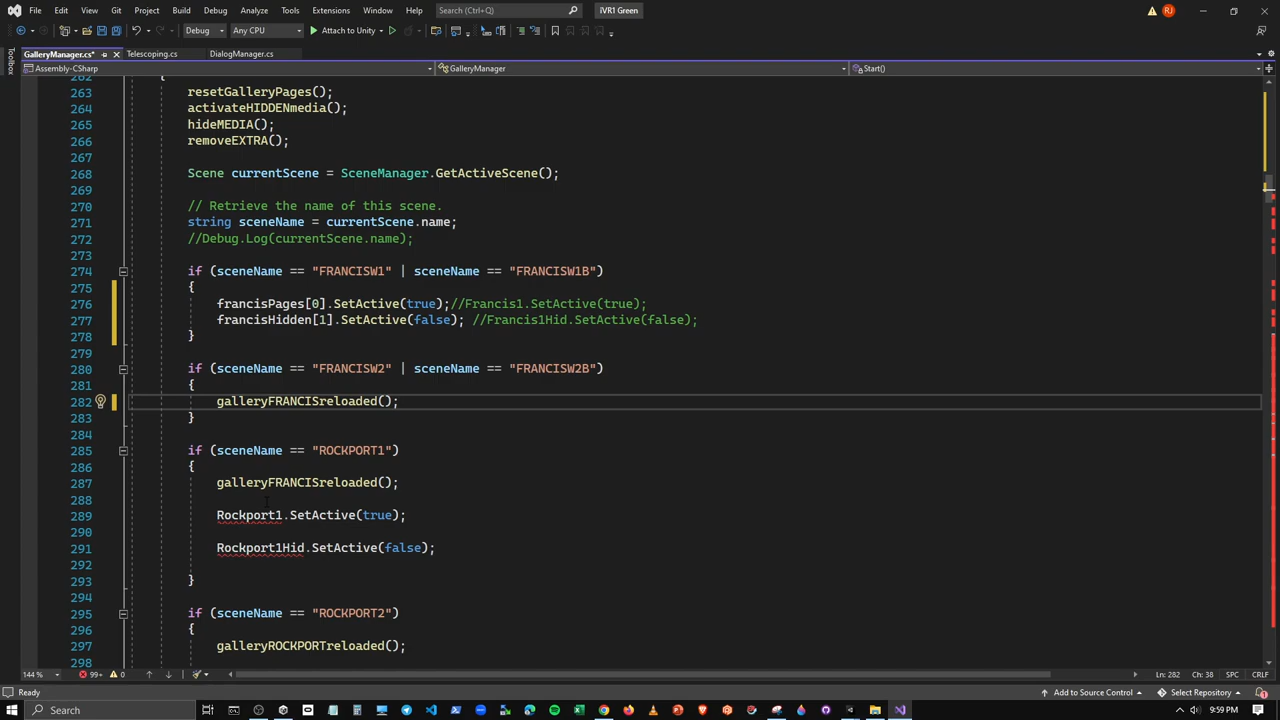 File Edit View Git Project Build Debug Analyze Tools Extensions Window Help Search (Ctrl+Q) iVR1 Green RJ
Debug Any CPU Attach to Unity
GalleryManager.cs* Telescoping.cs DialogManager.cs
Toolbox
Assembly-CSharp GalleryManager Start()
262 {
263 resetGalleryPages();
264 activateHIDDENmedia();
265 hideMEDIA();
266 removeEXTRA();
267
268 Scene currentScene = SceneManager.GetActiveScene();
269
270 // Retrieve the name of this scene.
271 string sceneName = currentScene.name;
272 //Debug.Log(currentScene.name);
273
274 if (sceneName == "FRANCISW1" | sceneName == "FRANCISW1B")
275 {
276 francisPages[0].SetActive(true);//Francis1.SetActive(true);
277 francisHidden[1].SetActive(false); //Francis1Hid.SetActive(false);
278 }
279
280 if (sceneName == "FRANCISW2" | sceneName == "FRANCISW2B")
281 {
282 galleryFRANCISreloaded();
283 }
284
285 if (sceneName == "ROCKPORT1")
286 {
287 galleryFRANCISreloaded();
288
289 Rockport1.SetActive(true);
290
291 Rockport1Hid.SetActive(false);
292
293 }
294
295 if (sceneName == "ROCKPORT2")
296 {
297 galleryROCKPORTreloaded();
298
144 % 99+ 0 Ln: 282 Ch: 38 SPC CRLF
Ready Add to Source Control Select Repository 1
Search 9:59 PM